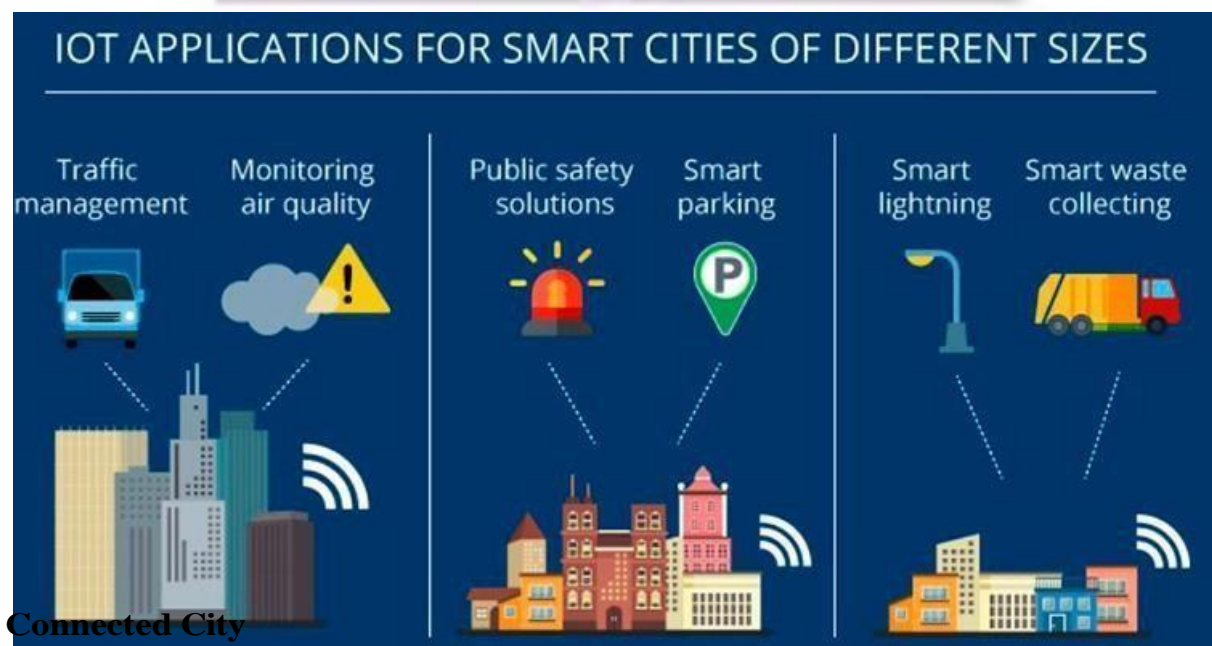 IOT APPLICATIONS FOR SMART CITIES OF DIFFERENT SIZES
Traffic
management
Monitoring
air quality
Public safety
solutions
Smart
parking
Smart
lightning
Smart waste
collecting
P
Connected City